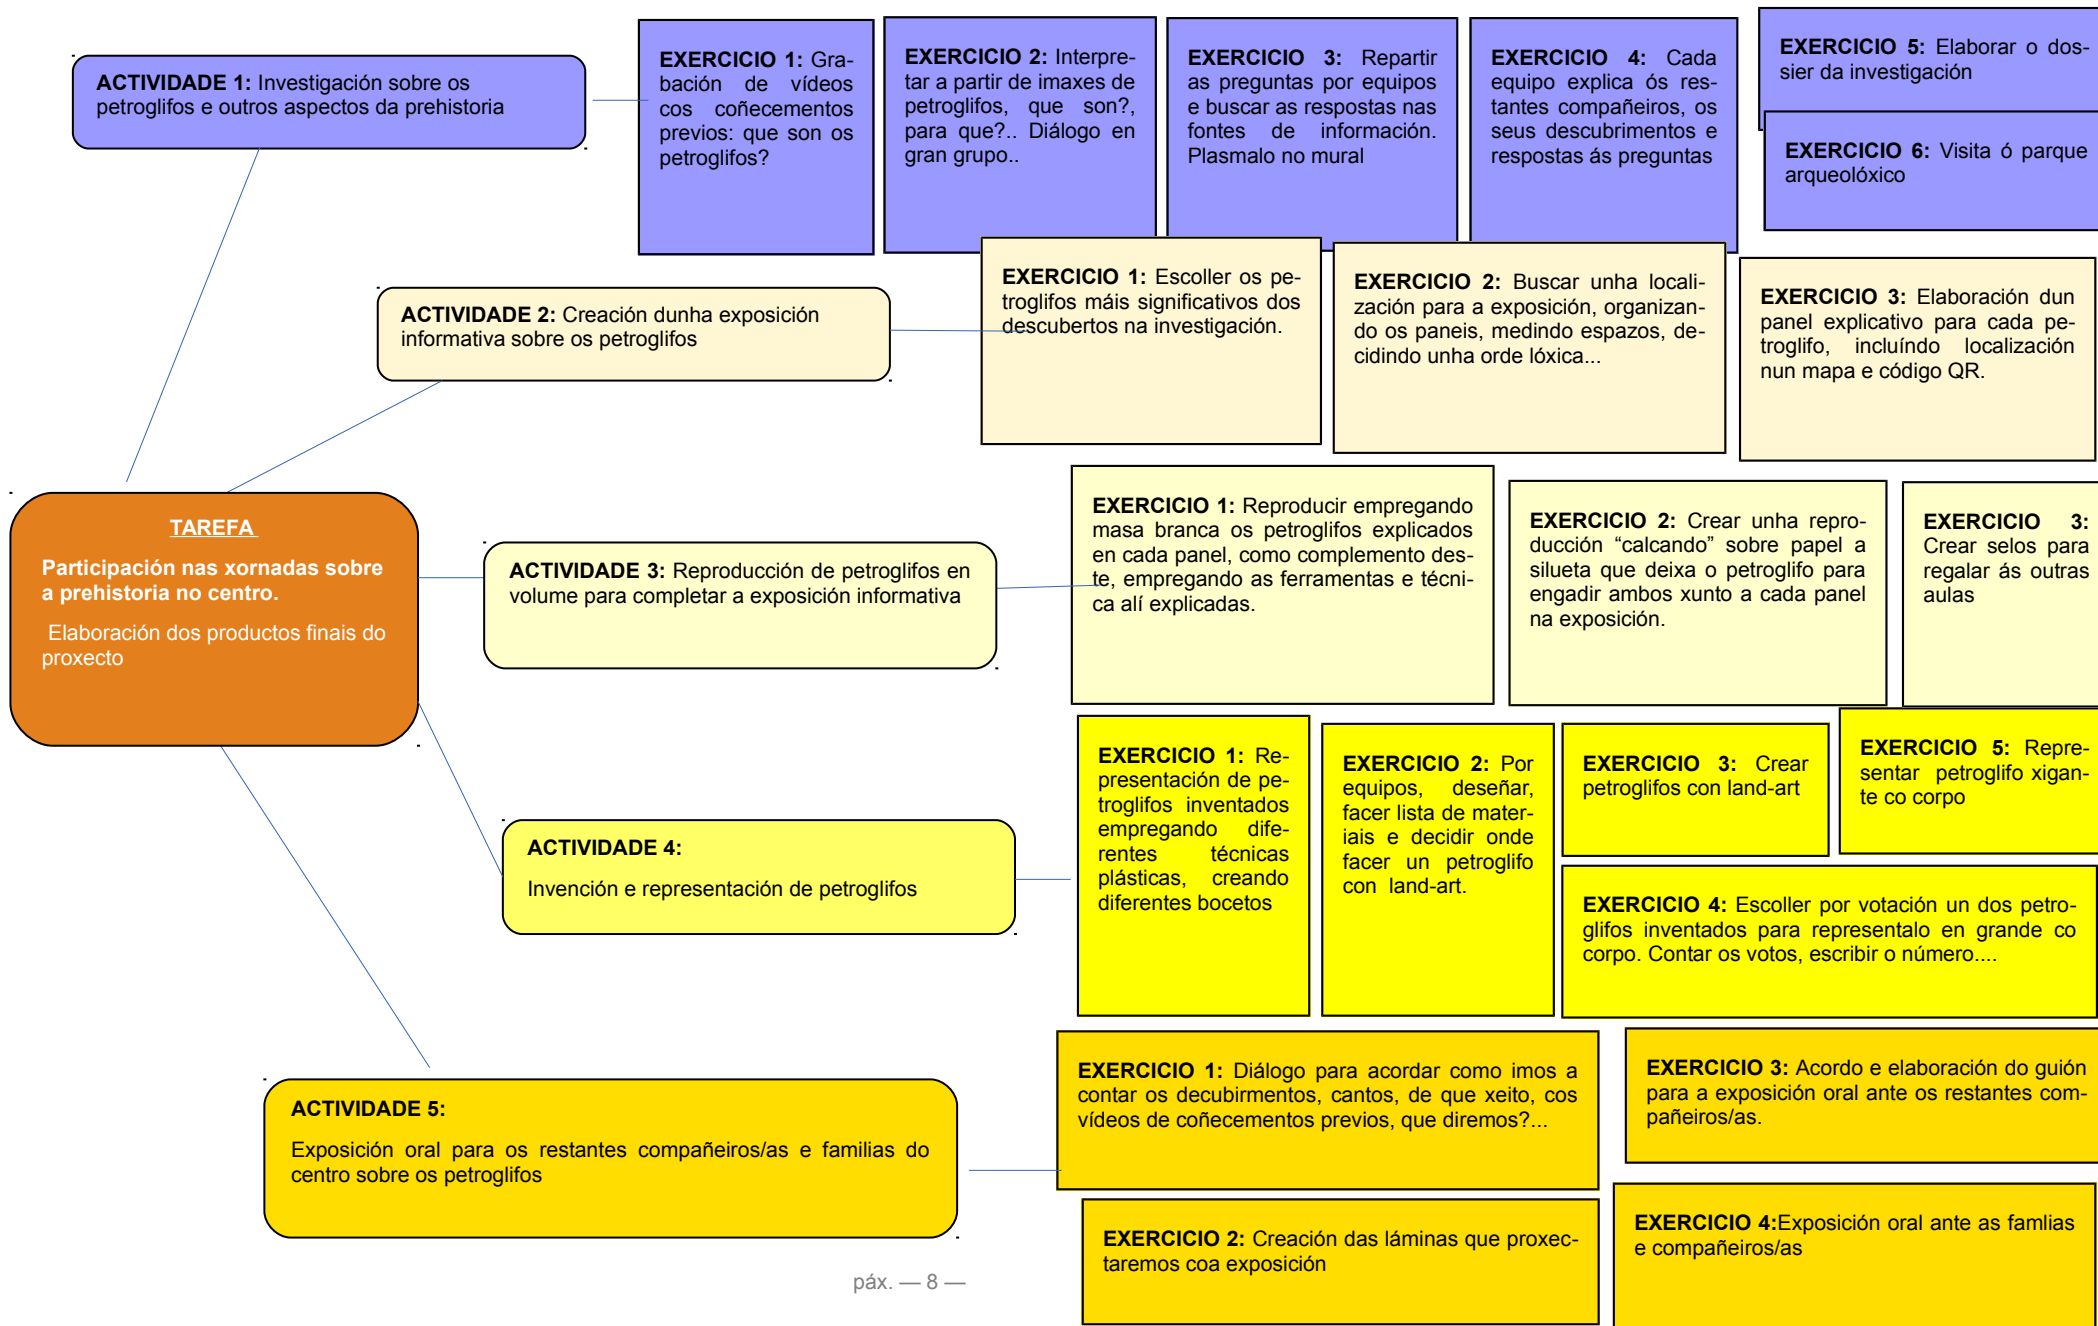 ACTIVIDADE 1: Investigación sobre os
petroglifos e outros aspectos da prehistoria
EXERCICIO 1: Gra-
bación de vídeos
cos coñecementos
previos: que son os
petroglifos?
EXERCICIO 2: Interpre-
tar a partir de imaxes de
petroglifos, que son?,
para que?.. Diálogo en
gran grupo..
EXERCICIO 3: Repartir
as preguntas por equipos
e buscar as respostas nas
fontes de información.
Plasmalo no mural
EXERCICIO 4: Cada
equipo explica ós res-
tantes compañeiros, os
seus descubrimentos e
respostas ás preguntas
EXERCICIO 5: Elaborar o dos-
sier da investigación
EXERCICIO 6: Visita ó parque
arqueolóxico
ACTIVIDADE 2: Creación dunha exposición
informativa sobre os petroglifos
EXERCICIO 1: Escoller os pe-
troglifos máis significativos dos
descubertos na investigación.
EXERCICIO 2: Buscar unha locali-
zación para a exposición, organizan-
do os paneis, medindo espazos, de-
cidindo unha orde lóxica...
EXERCICIO 3: Elaboración dun
panel explicativo para cada pe-
troglifo, incluíndo localización
nun mapa e código QR.
TAREFA
Participación nas xornadas sobre
a prehistoria no centro.
Elaboración dos productos finais do
proxecto
ACTIVIDADE 3: Reproducción de petroglifos en
volume para completar a exposición informativa
EXERCICIO 1: Reproducir empregando
masa branca os petroglifos explicados
en cada panel, como complemento des-
te, empregando as ferramentas e técni-
ca alí explicadas.
EXERCICIO 2: Crear unha repro-
ducción “calcando” sobre papel a
silueta que deixa o petroglifo para
engadir ambos xunto a cada panel
na exposición.
EXERCICIO 3:
Crear selos para
regalar ás outras
aulas
ACTIVIDADE 4:
Invención e representación de petroglifos
EXERCICIO 1: Re-
presentación de pe-
troglifos inventados
empregando dife-
rentes técnicas
plásticas, creando
diferentes bocetos
EXERCICIO 2: Por
equipos, deseñar,
facer lista de mater-
iais e decidir onde
facer un petroglifo
con land-art.
EXERCICIO 3: Crear
petroglifos con land-art
EXERCICIO 5: Repre-
sentar petroglifo xigan-
te co corpo
EXERCICIO 4: Escoller por votación un dos petro-
glifos inventados para representalo en grande co
corpo. Contar os votos, escribir o número....
ACTIVIDADE 5:
Exposición oral para os restantes compañeiros/as e familias do
centro sobre os petroglifos
EXERCICIO 1: Diálogo para acordar como imos a
contar os decubirmentos, cantos, de que xeito, cos
vídeos de coñecementos previos, que diremos?...
EXERCICIO 3: Acordo e elaboración do guión
para a exposición oral ante os restantes com-
pañeiros/as.
EXERCICIO 2: Creación das láminas que proxec-
taremos coa exposición
EXERCICIO 4:Exposición oral ante as famlias
e compañeiros/as
páx. — 8 —